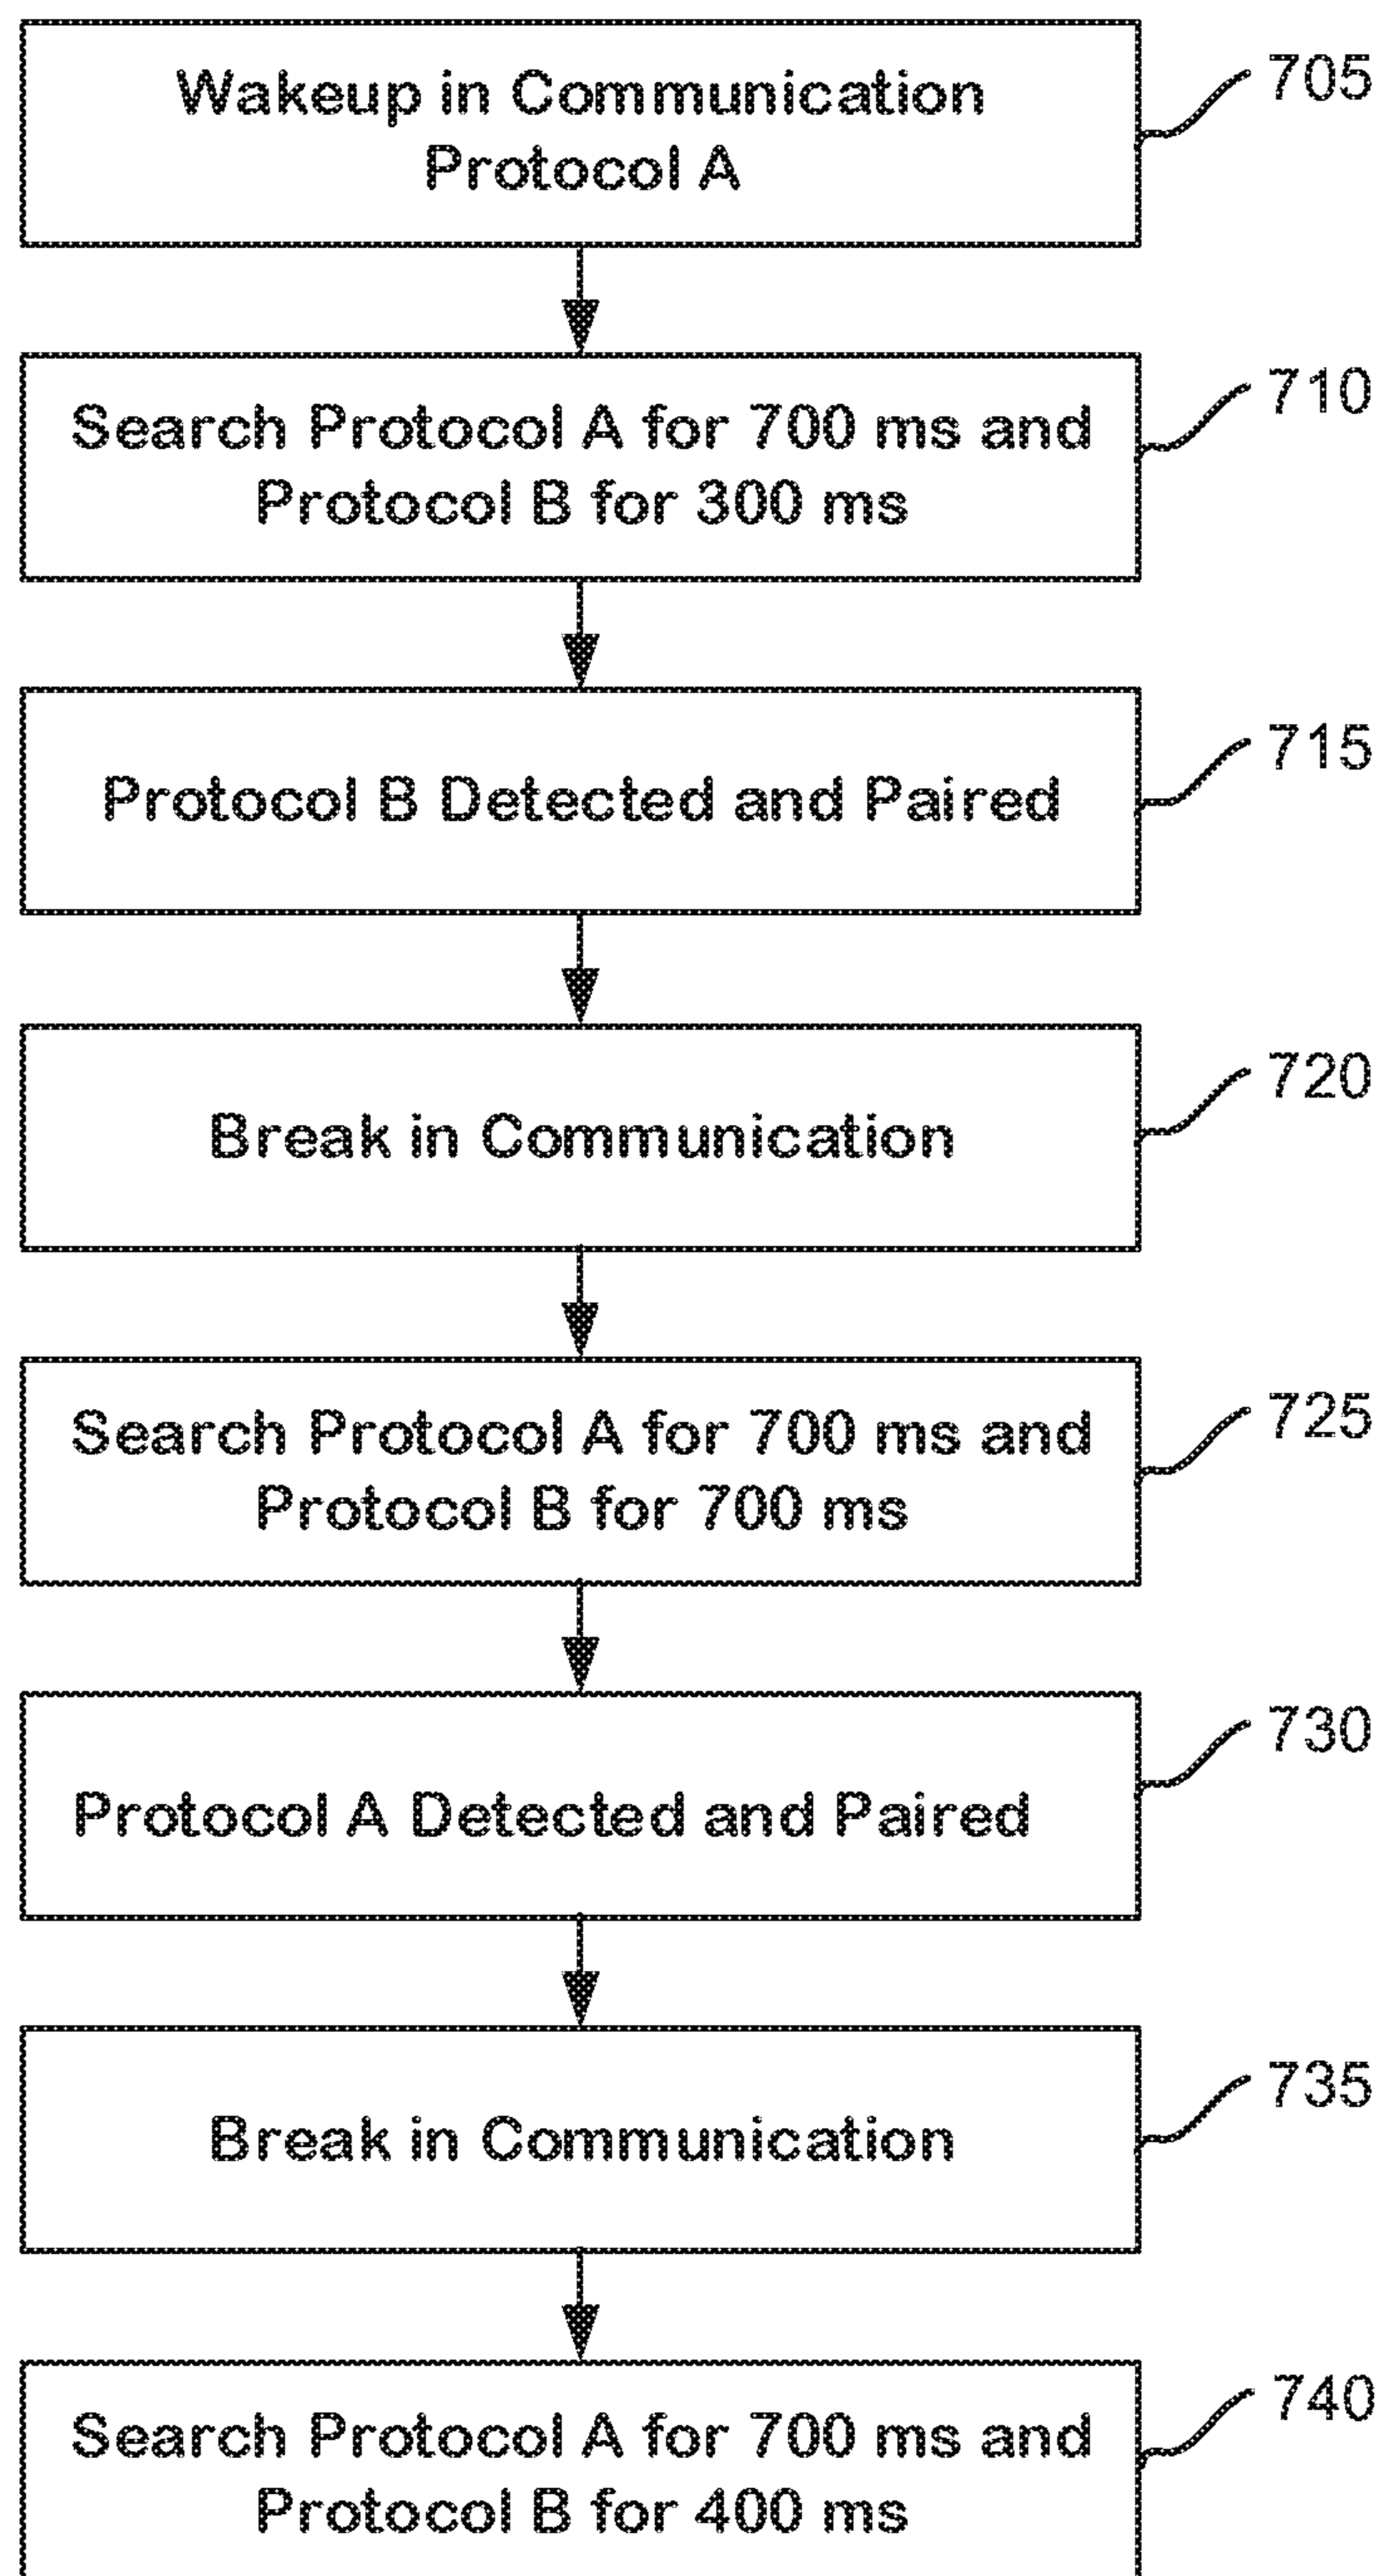 Wakeup in Communication
Protocol A
705
Search Protocol A for 700 ms and
Protocol B for 300 ms
710
Protocol B Detected and Paired
715
Break in Communication
720
Search Protocol A for 700 ms and
Protocol B for 700 ms
725
Protocol A Detected and Paired
730
Break in Communication
735
Search Protocol A for 700 ms and
Protocol B for 400 ms
740